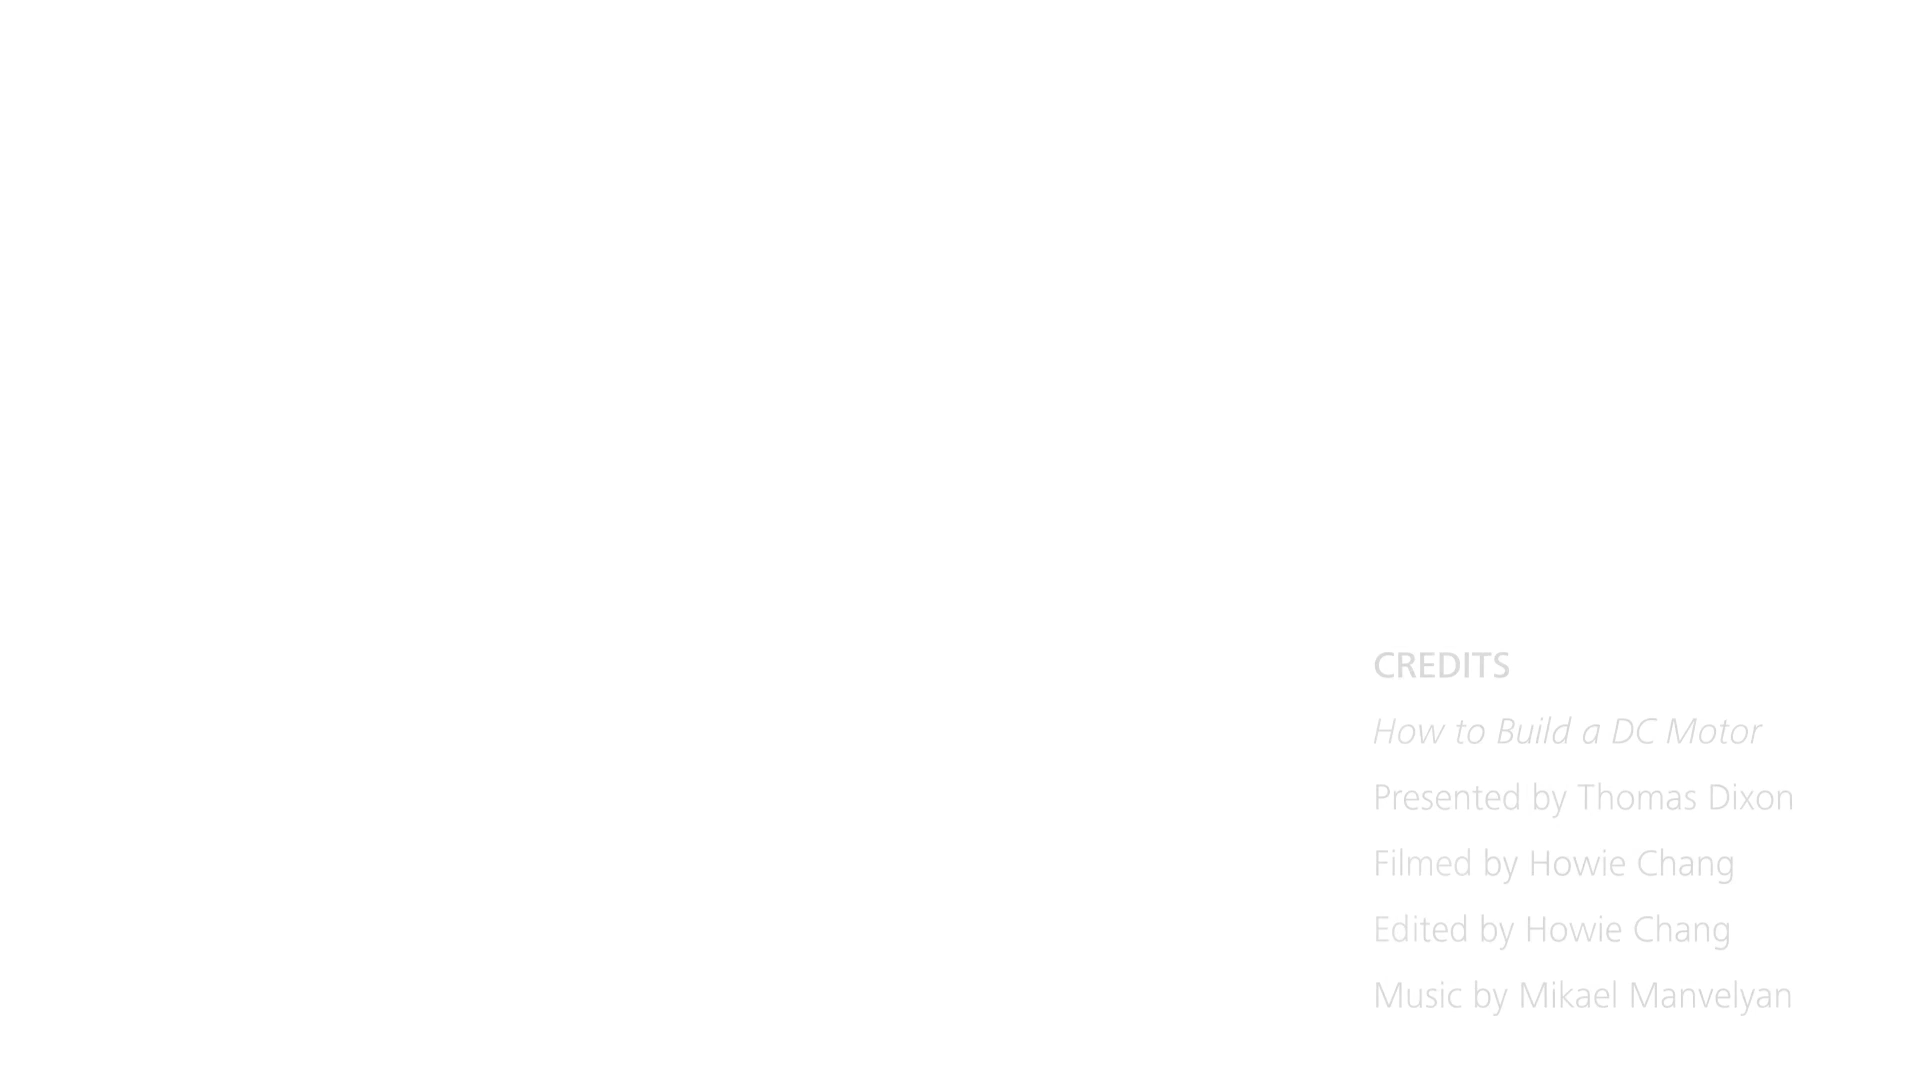 CREDITS
How to Build a DC Motor
Presented by Thomas Dixon
Filmed by Howie Chang
Edited by Howie Chang
Music by Mikael Manvelyan